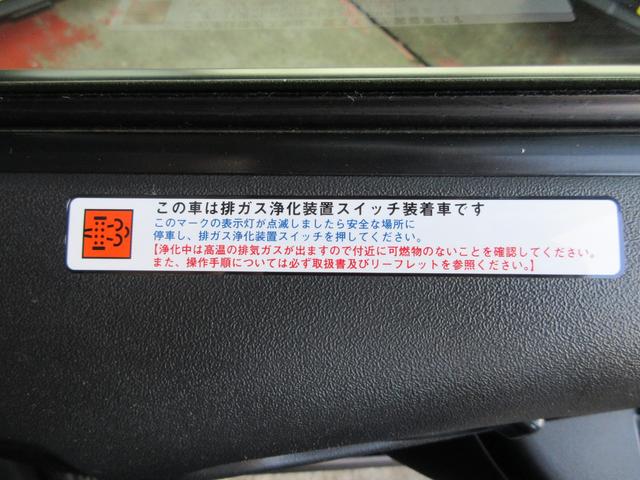 この車は排ガス浄化装置スイッチ装着車です
このマークの表示灯が点滅しましたら安全な場所に
停車し、排ガス浄化装置スイッチを押してください。
【浄化中は高温の排気ガスが出ますので付近に可燃物のないことを確認してください。
また、操作手順については必ず取扱書及びリーフレットを参照ください。】